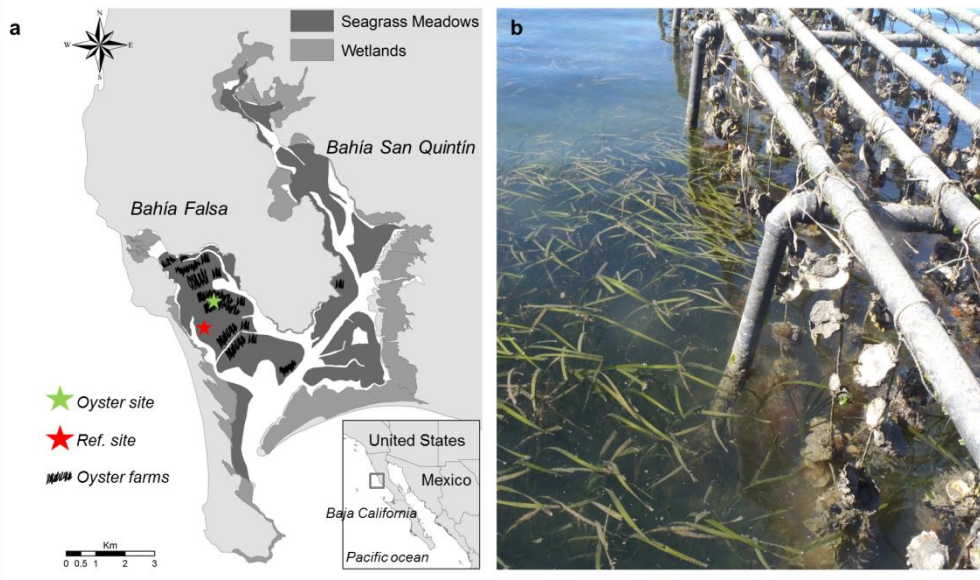 a
N
W
E
S
Seagrass Meadows
Wetlands
Bahía San Quintín
Bahía Falsa
Oyster site
Ref. site
Oyster farms
Km
0 0.5 1 2 3
United States
Mexico
Baja California
Pacific ocean
b